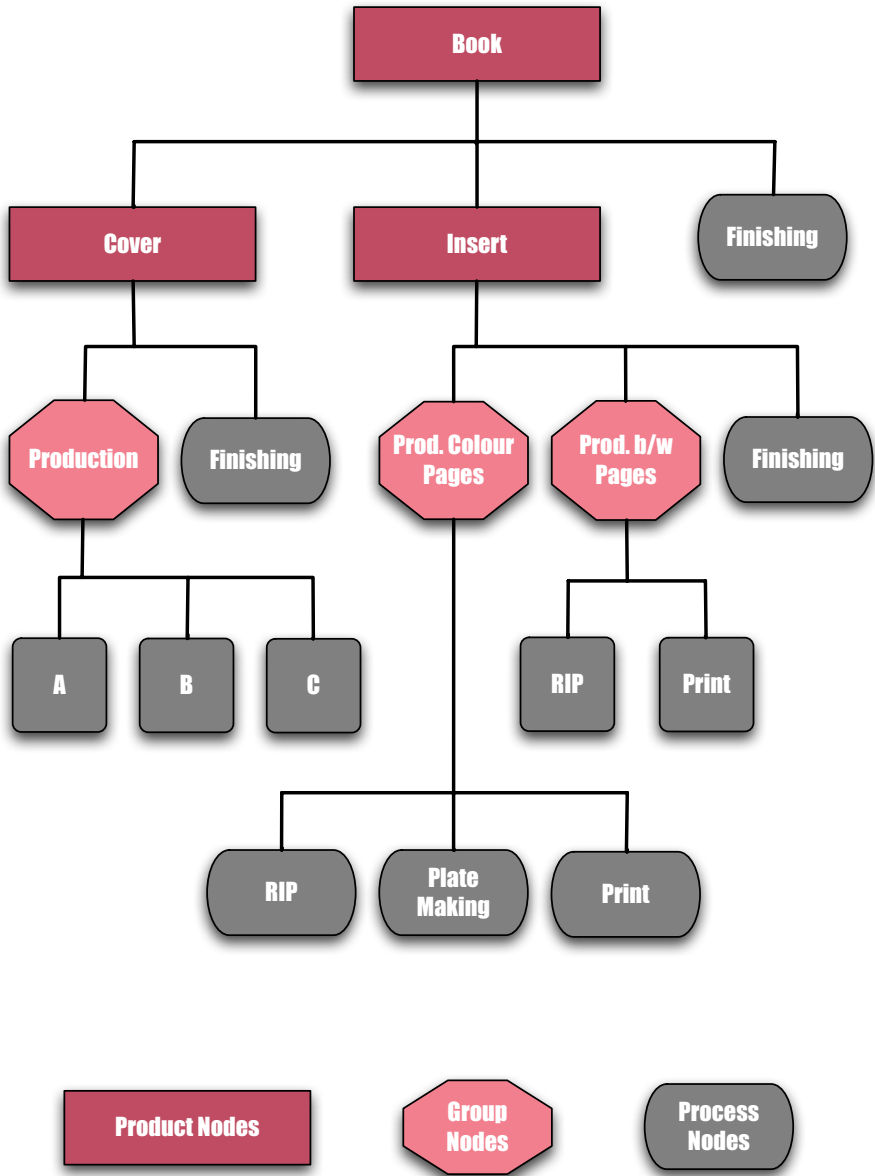 Book
Cover
Insert
Finishing
Production
Finishing
Prod. Colour
Pages
Prod. b/w
Pages
Finishing
A
B
C
RIP
Print
RIP
Plate
Making
Print
Product Nodes
Group
Nodes
Process
Nodes